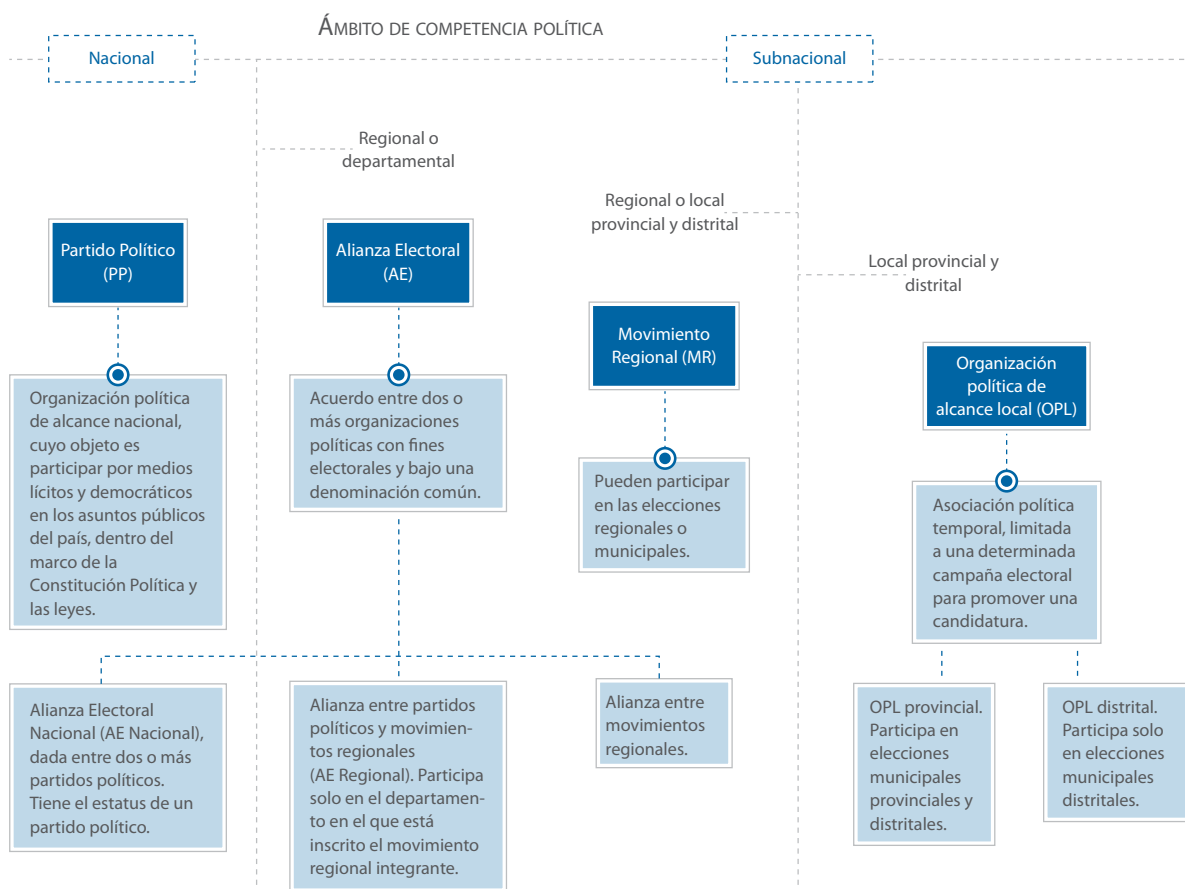 ÁMBITO DE COMPETENCIA POLÍTICA
Nacional
Subnacional
Regional o
departamental
Regional o local
provincial y distrital
Local provincial y
distrital
Partido Político
(PP)
Organización política
de alcance nacional,
cuyo objeto es
participar por medios
lícitos y democráticos
en los asuntos públicos
del país, dentro del
marco de la
Constitución Política y
las leyes.
Alianza Electoral
(AE)
Acuerdo entre dos o
más organizaciones
políticas con fines
electorales y bajo una
denominación común.
Movimiento
Regional (MR)
Pueden participar
en las elecciones
regionales o
municipales.
Organización
política de
alcance local (OPL)
Asociación política
temporal, limitada
a una determinada
campaña electoral
para promover una
candidatura.
Alianza Electoral
Nacional (AE Nacional),
dada entre dos o más
partidos políticos.
Tiene el estatus de un
partido político.
Alianza entre partidos
políticos y movimien-
tos regionales
(AE Regional). Participa
solo en el departamen-
to en el que está
inscrito el movimiento
regional integrante.
Alianza entre
movimientos
regionales.
OPL provincial.
Participa en
elecciones
municipales
provinciales y
distritales.
OPL distrital.
Participa solo
en elecciones
municipales
distritales.